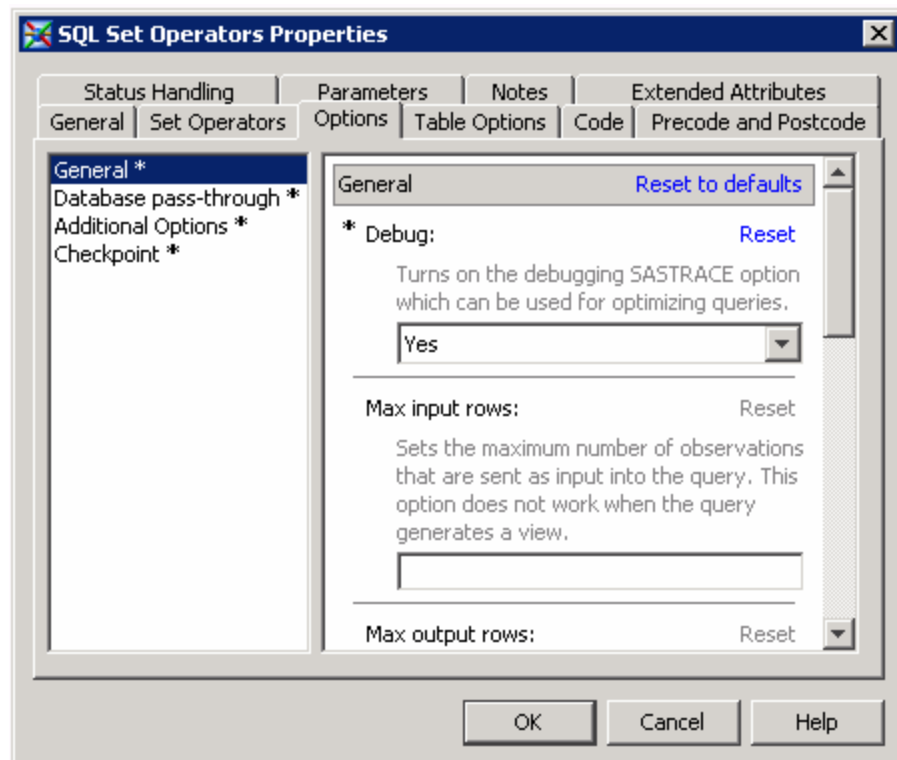 SQL Set Operators Properties
Status Handling Parameters Notes Extended Attributes
General Set Operators Options Table Options Code Precode and Postcode
General *
Database pass-through *
Additional Options *
Checkpoint *
General Reset to defaults
* Debug: Reset
Turns on the debugging SASTRACE option
which can be used for optimizing queries.
Yes
Max input rows: Reset
Sets the maximum number of observations
that are sent as input into the query. This
option does not work when the query
generates a view.
Max output rows: Reset
OK Cancel Help